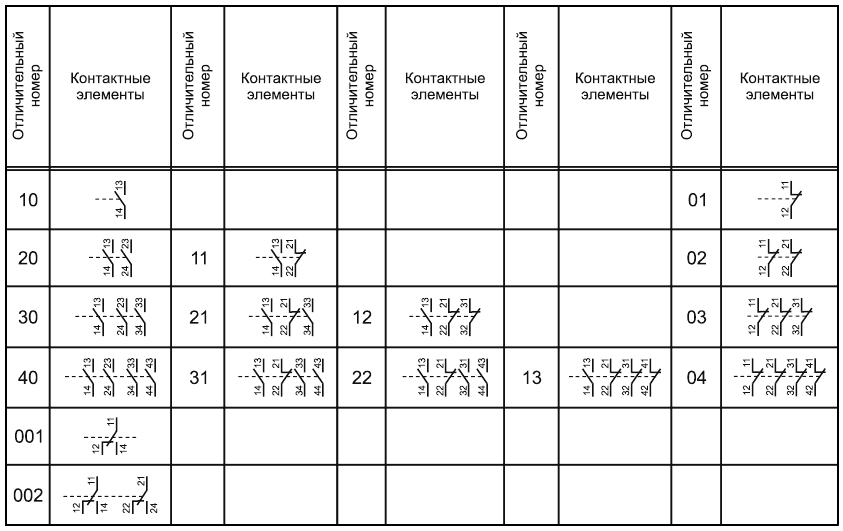 Отличительный
номер
Контактные
элементы
Отличительный
номер
Контактные
элементы
Отличительный
номер
Контактные
элементы
Отличительный
номер
Контактные
элементы
Отличительный
номер
Контактные
элементы
10
13
14
01
11
12
20
13 23
14 24
11
13 21
14 22
02
11 21
12 22
30
13 23 33
14 24 34
21
13 21 33
14 22 34
12
13 21 31
14 22 32
03
11 21 31
12 22 32
40
13 23 33 43
14 24 34 44
31
13 21 33 43
14 22 34 44
22
13 21 31 43
14 22 32 44
13
13 21 31 41
14 22 32 42
04
11 21 31 41
12 22 32 42
001
11
12 14
002
11 21
12 14 22 24